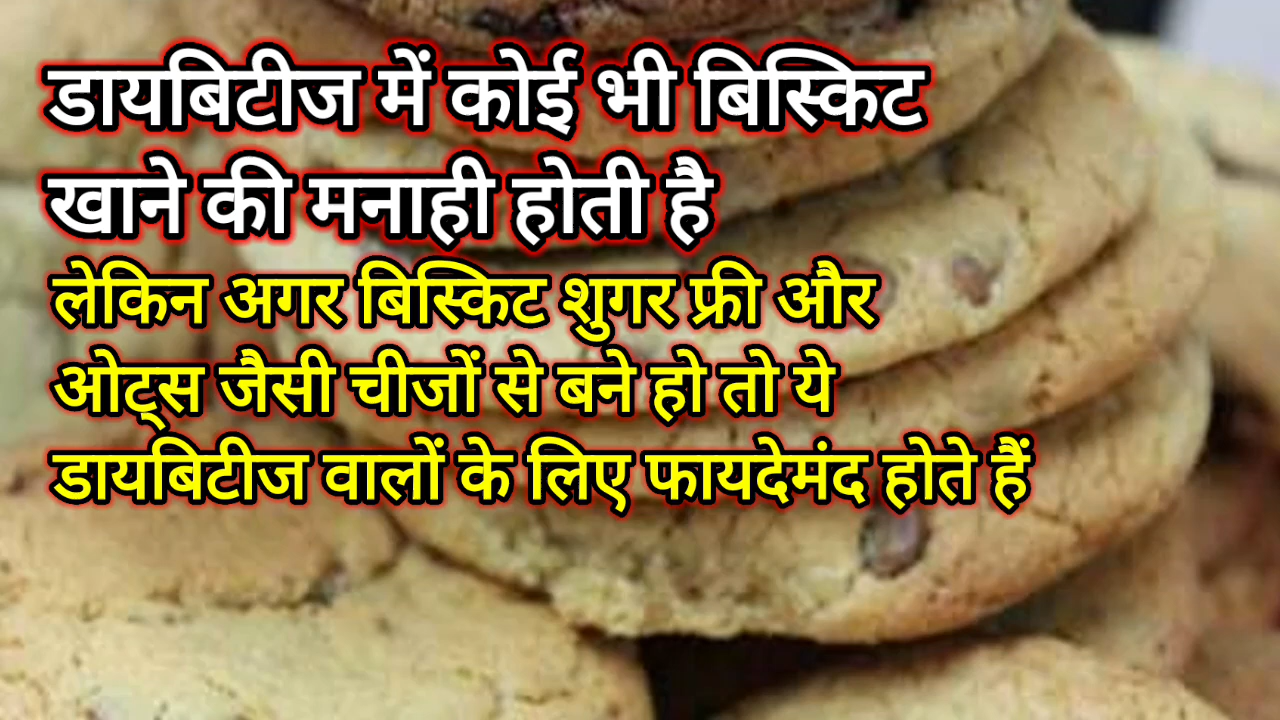 डायबिटीज में कोई भी बिस्किट
खाने की मनाही होती है
लेकिन अगर बिस्किट शुगर फ्री और
ओट्स जैसी चीजों से बने हो तो ये
डायबिटीज वालों के लिए फायदेमंद होते हैं